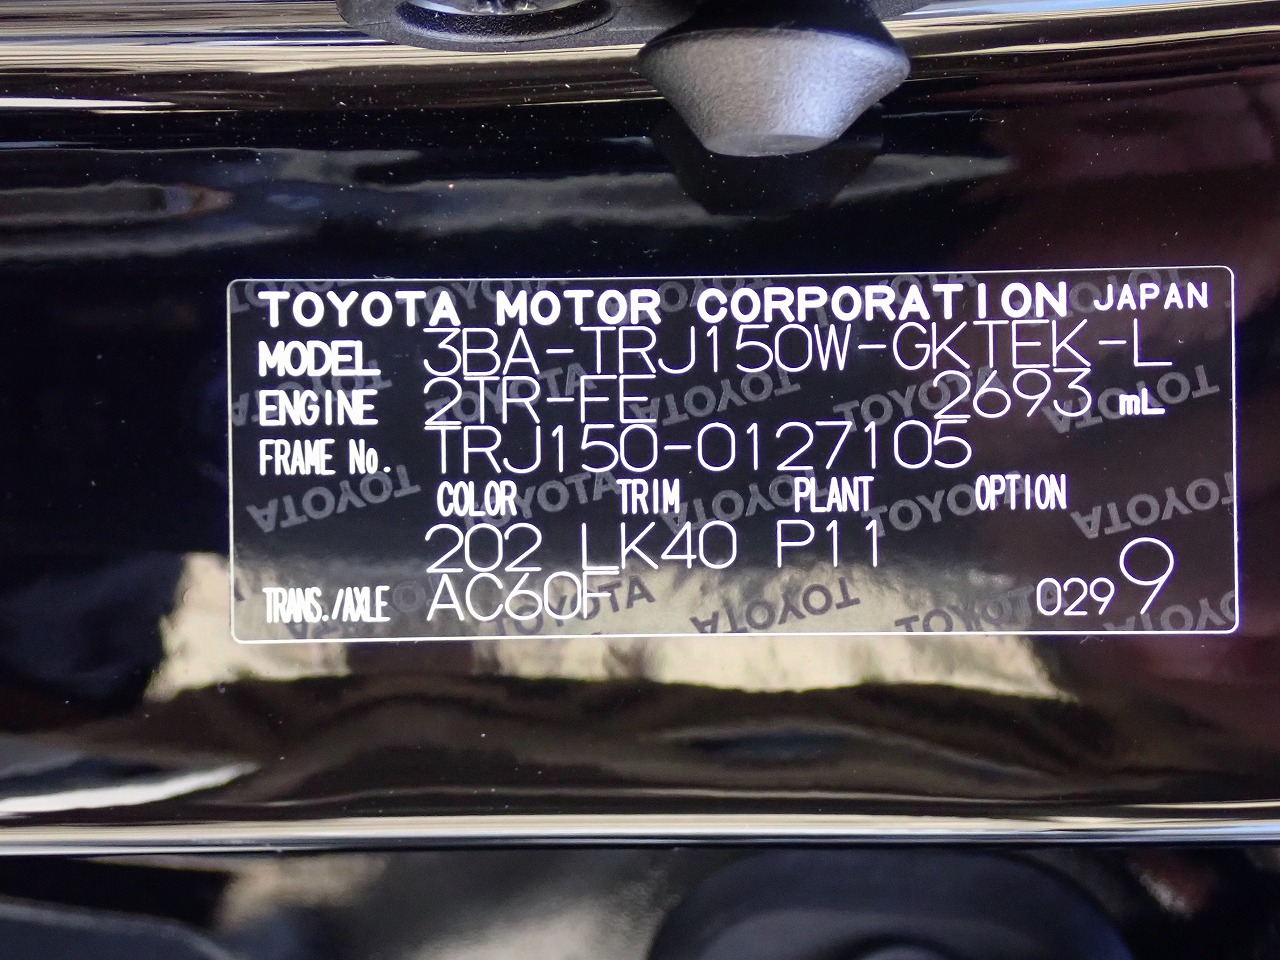 TOYOTA MOTOR CORPORATION JAPAN
MODEL 3BA-TRJ150W-GKTEK-L
ENGINE 2TR-FE 2693 mL
FRAME No. TRJ150-0127105
COLOR TRIM PLANT OPTION
202 LK40 P11
TRANS./AXLE AC60F 029 9